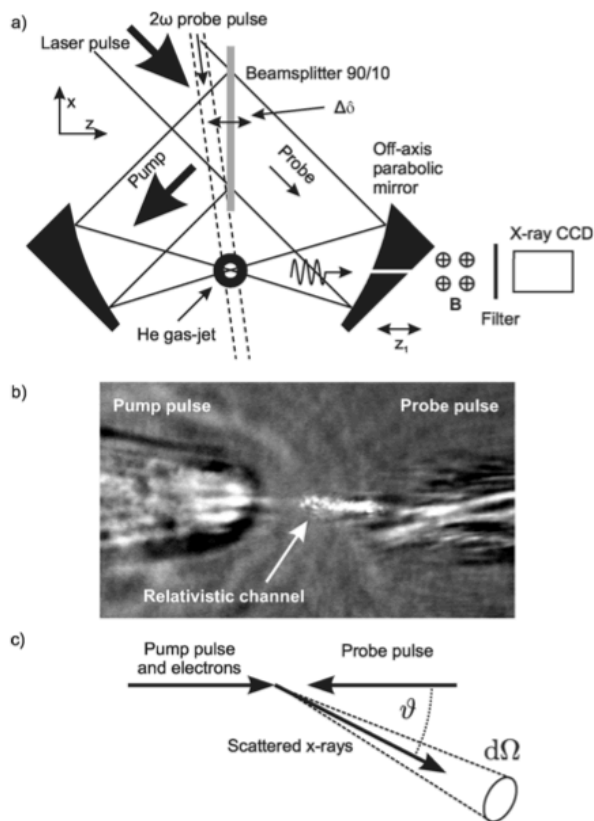 a)
2ω probe pulse
Laser pulse
Beamsplitter 90/10
Δδ
x
z
Pump
Probe
Off-axis
parabolic
mirror
X-ray CCD
B
Filter
He gas-jet
z₁
b)
Pump pulse
Probe pulse
Relativistic channel
c)
Pump pulse
and electrons
Probe pulse
ϑ
Scattered x-rays
dΩ